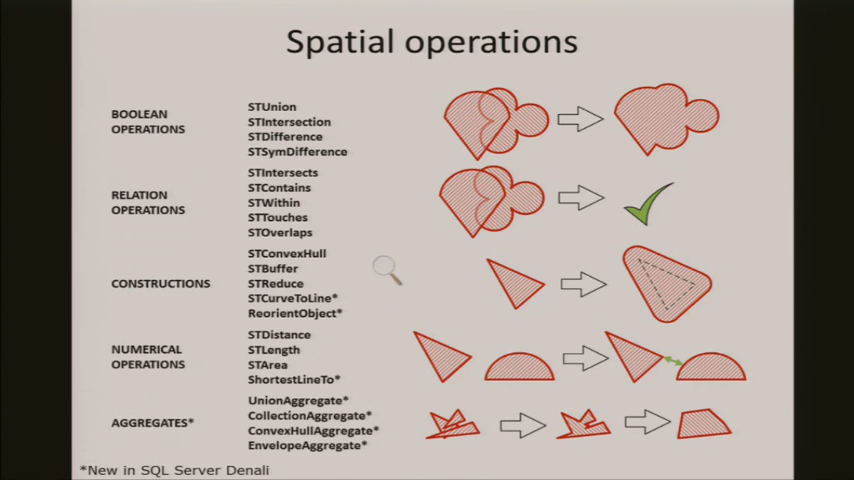 Spatial operations
BOOLEAN
OPERATIONS
STUnion
STIntersection
STDifference
STSymDifference
RELATION
OPERATIONS
STIntersects
STContains
STWithin
STTouches
STOverlaps
CONSTRUCTIONS
STConvexHull
STBuffer
STReduce
STCurveToLine*
ReorientObject*
NUMERICAL
OPERATIONS
STDistance
STLength
STArea
ShortestLineTo*
AGGREGATES*
UnionAggregate*
CollectionAggregate*
ConvexHullAggregate*
EnvelopeAggregate*
*New in SQL Server Denali